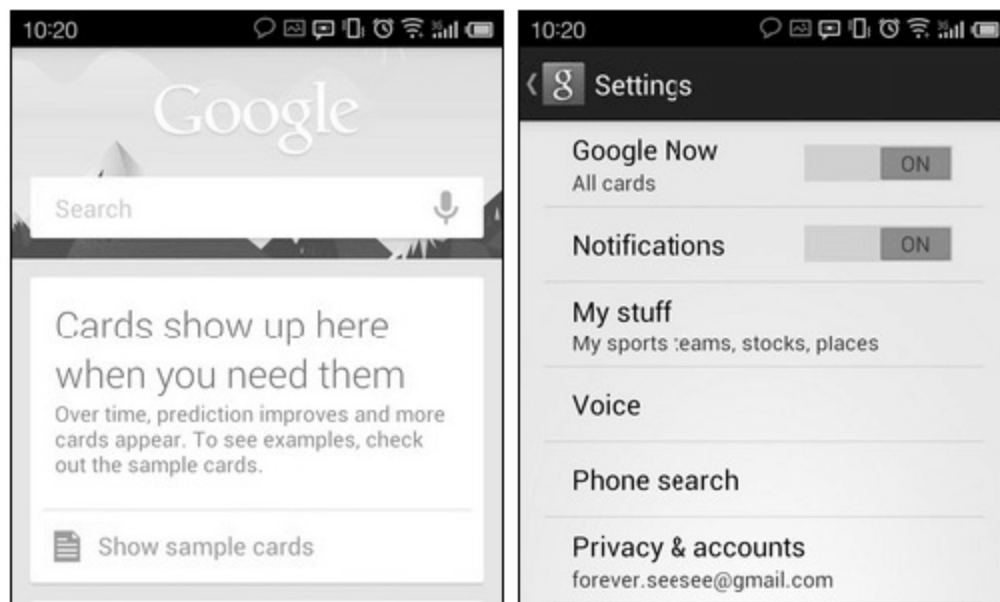 10:20
Google
Search
Cards show up here
when you need them
Over time, prediction improves and more
cards appear. To see examples, check
out the sample cards.
Show sample cards
10:20
g Settings
Google Now
ON
All cards
Notifications
ON
My stuff
My sports teams, stocks, places
Voice
Phone search
Privacy & accounts
forever.seesee@gmail.com